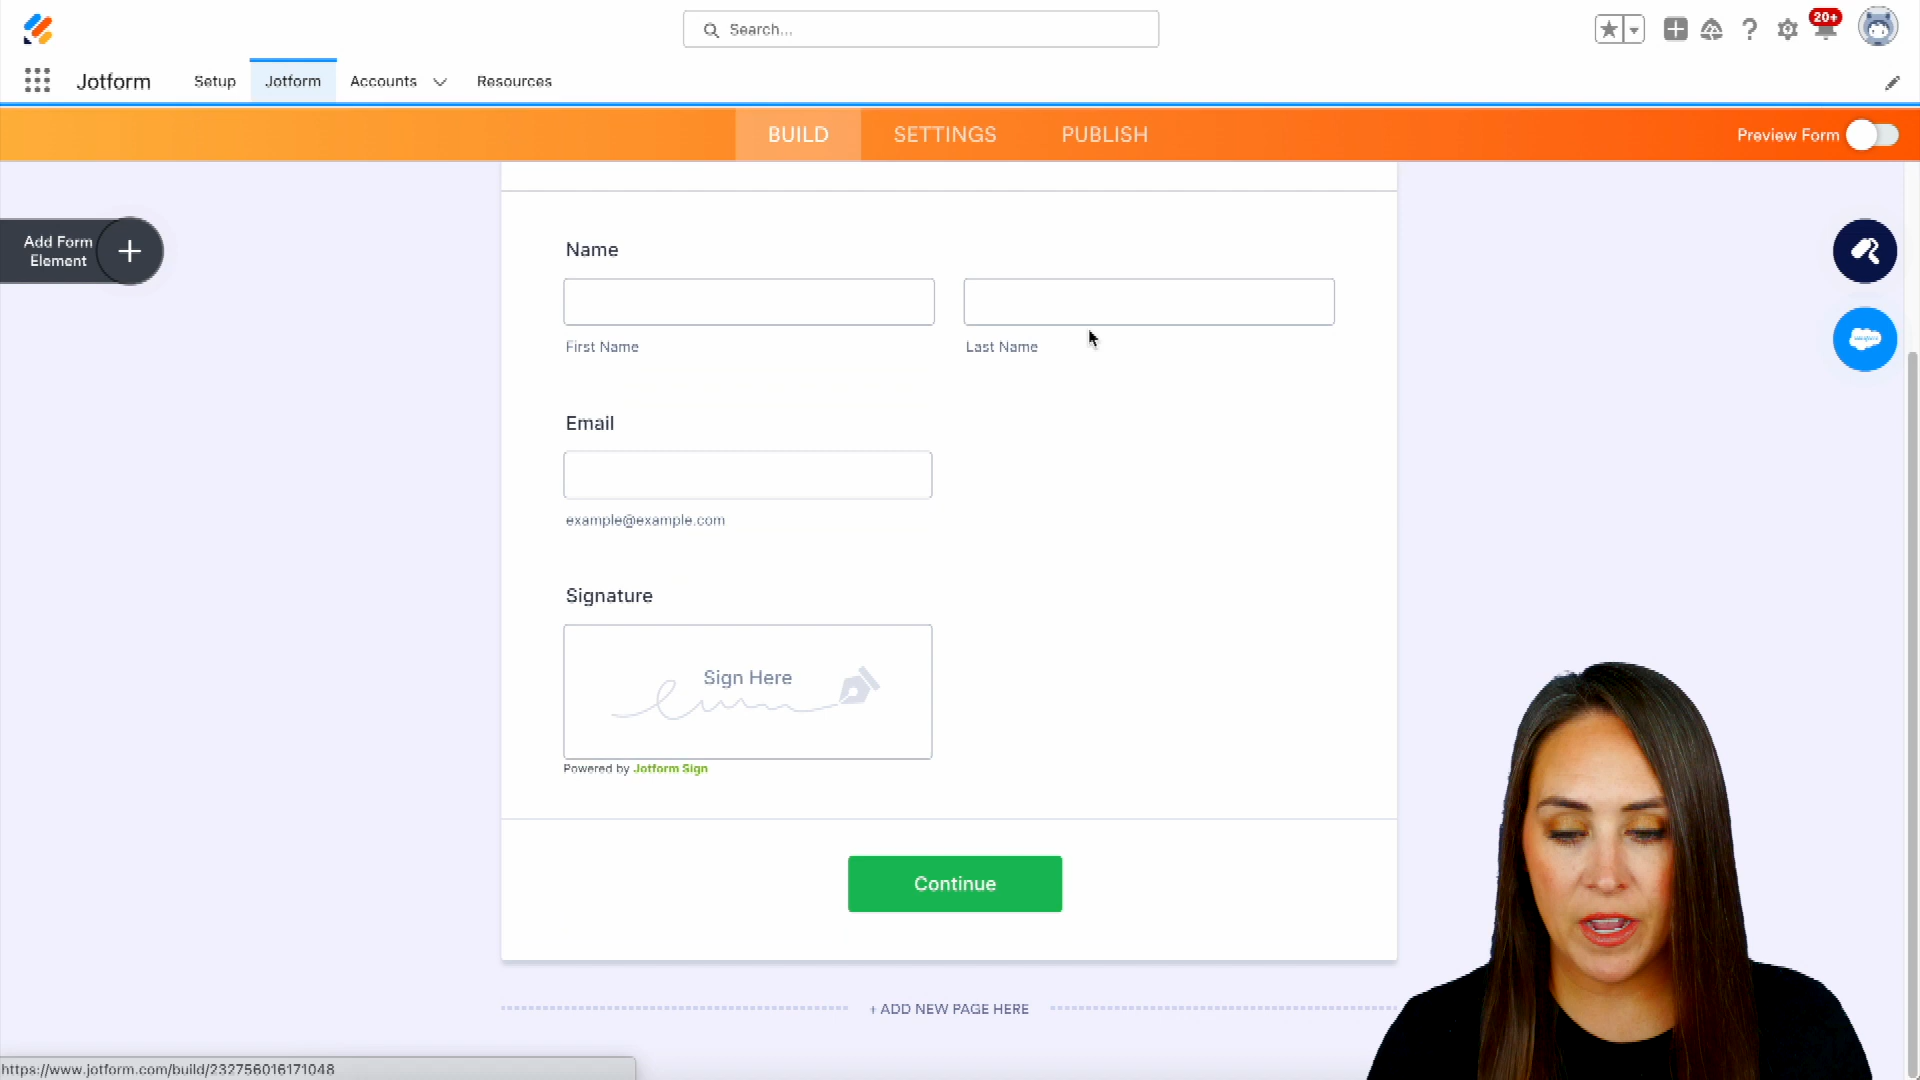 Search...
20+
Jotform
Setup
Jotform
Accounts
Resources
BUILD
SETTINGS
PUBLISH
Preview Form
Add Form
Element
Name
First Name
Last Name
Email
example@example.com
Signature
Sign Here
Powered by Jotform Sign
Continue
+ ADD NEW PAGE HERE
https://www.jotform.com/build/232756016171048